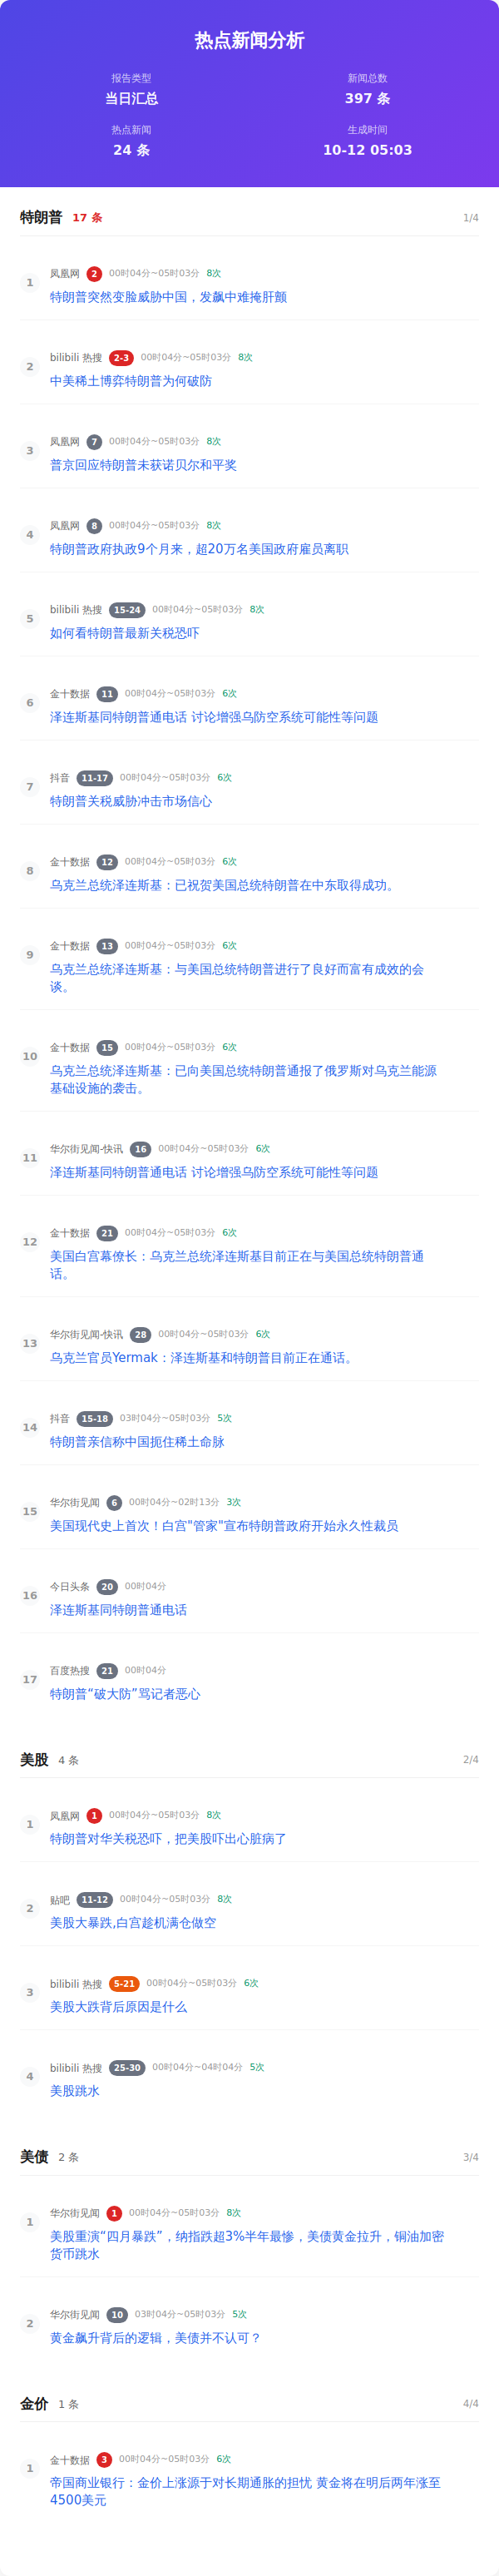 热点新闻分析
报告类型
新闻总数
当日汇总
397 条
热点新闻
生成时间
24 条
10-12 05:03
特朗普 17 条 1/4
1
凤凰网 2 00时04分~05时03分 8次
特朗普突然变脸威胁中国，发飙中难掩肝颤
2
bilibili 热搜 2-3 00时04分~05时03分 8次
中美稀土博弈特朗普为何破防
3
凤凰网 7 00时04分~05时03分 8次
普京回应特朗普未获诺贝尔和平奖
4
凤凰网 8 00时04分~05时03分 8次
特朗普政府执政9个月来，超20万名美国政府雇员离职
5
bilibili 热搜 15-24 00时04分~05时03分 8次
如何看特朗普最新关税恐吓
6
金十数据 11 00时04分~05时03分 6次
泽连斯基同特朗普通电话 讨论增强乌防空系统可能性等问题
7
抖音 11-17 00时04分~05时03分 6次
特朗普关税威胁冲击市场信心
8
金十数据 12 00时04分~05时03分 6次
乌克兰总统泽连斯基：已祝贺美国总统特朗普在中东取得成功。
9
金十数据 13 00时04分~05时03分 6次
乌克兰总统泽连斯基：与美国总统特朗普进行了良好而富有成效的会
谈。
10
金十数据 15 00时04分~05时03分 6次
乌克兰总统泽连斯基：已向美国总统特朗普通报了俄罗斯对乌克兰能源
基础设施的袭击。
11
华尔街见闻-快讯 16 00时04分~05时03分 6次
泽连斯基同特朗普通电话 讨论增强乌防空系统可能性等问题
12
金十数据 21 00时04分~05时03分 6次
美国白宫幕僚长：乌克兰总统泽连斯基目前正在与美国总统特朗普通
话。
13
华尔街见闻-快讯 28 00时04分~05时03分 6次
乌克兰官员Yermak：泽连斯基和特朗普目前正在通话。
14
抖音 15-18 03时04分~05时03分 5次
特朗普亲信称中国扼住稀土命脉
15
华尔街见闻 6 00时04分~02时13分 3次
美国现代史上首次！白宫"管家"宣布特朗普政府开始永久性裁员
16
今日头条 20 00时04分
泽连斯基同特朗普通电话
17
百度热搜 21 00时04分
特朗普“破大防”骂记者恶心
美股 4 条 2/4
1
凤凰网 1 00时04分~05时03分 8次
特朗普对华关税恐吓，把美股吓出心脏病了
2
贴吧 11-12 00时04分~05时03分 8次
美股大暴跌,白宫趁机满仓做空
3
bilibili 热搜 5-21 00时04分~05时03分 6次
美股大跌背后原因是什么
4
bilibili 热搜 25-30 00时04分~04时04分 5次
美股跳水
美债 2 条 3/4
1
华尔街见闻 1 00时04分~05时03分 8次
美股重演“四月暴跌”，纳指跌超3%半年最惨，美债黄金拉升，铜油加密
货币跳水
2
华尔街见闻 10 03时04分~05时03分 5次
黄金飙升背后的逻辑，美债并不认可？
金价 1 条 4/4
1
金十数据 3 00时04分~05时03分 6次
帝国商业银行：金价上涨源于对长期通胀的担忧 黄金将在明后两年涨至
4500美元